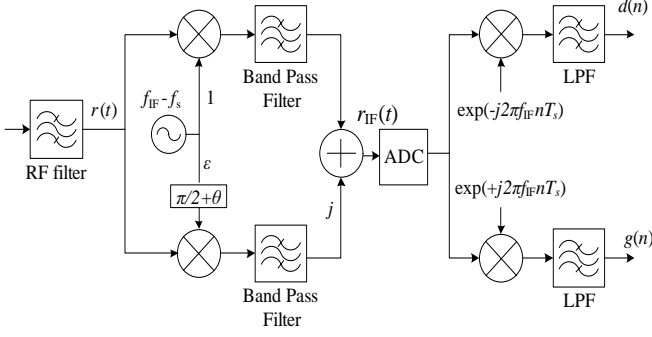 d(n)
Band Pass
Filter
LPF
f_IF-f_s
1
r(t)
r_IF(t)
exp(-j2πf_IF nT_s)
RF filter
ADC
ε
exp(+j2πf_IF nT_s)
π/2+θ
j
g(n)
Band Pass
Filter
LPF